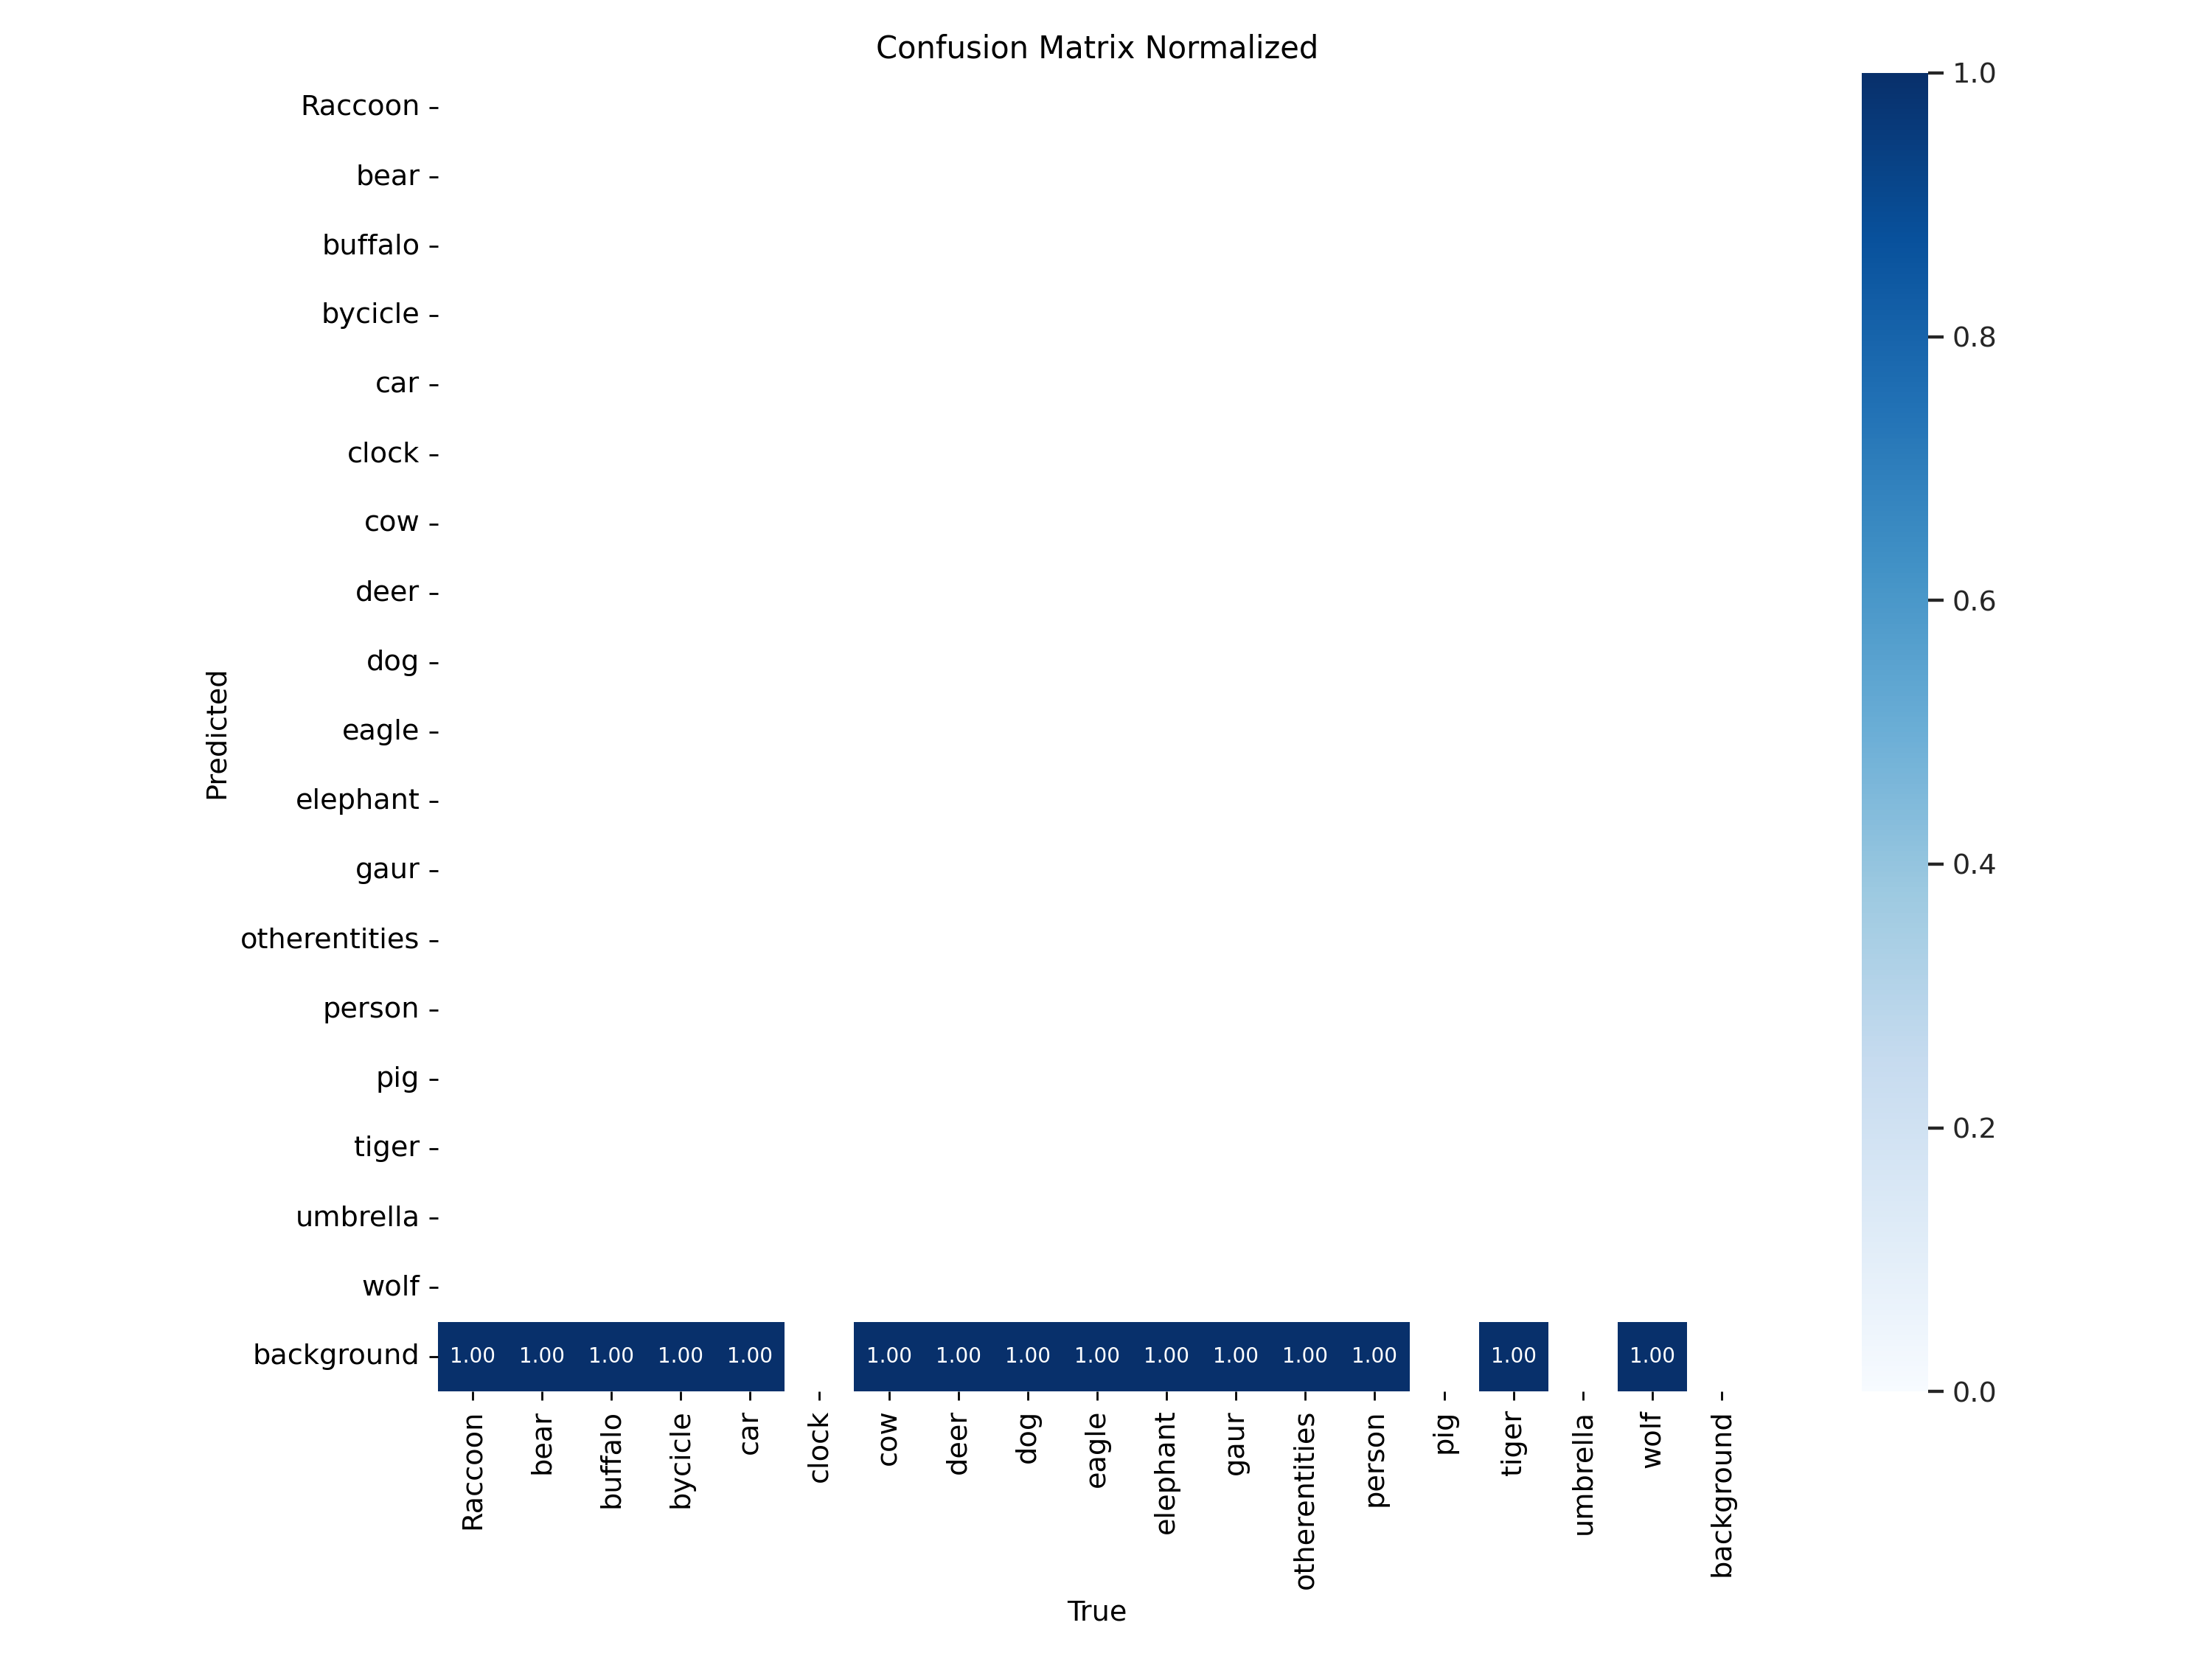 Confusion Matrix Normalized
Raccoon
bear
buffalo
bycicle
car
clock
cow
deer
dog
eagle
elephant
gaur
otherentities
person
pig
tiger
umbrella
wolf
background
Predicted
1.00 1.00 1.00 1.00 1.00 1.00 1.00 1.00 1.00 1.00 1.00 1.00 1.00 1.00 1.00
Raccoon
bear
buffalo
bycicle
car
clock
cow
deer
dog
eagle
elephant
gaur
otherentities
person
pig
tiger
umbrella
wolf
background
True
1.0
0.8
0.6
0.4
0.2
0.0